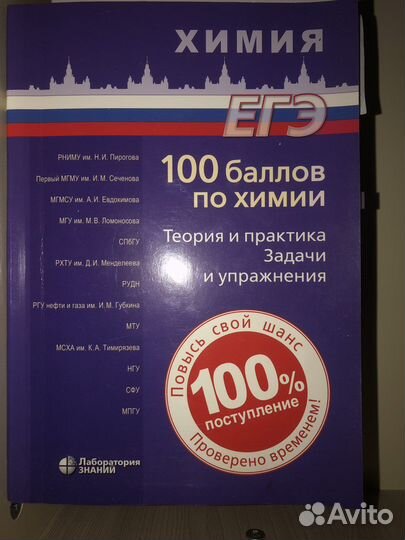 ХИМИЯ
ЕГЭ
РНИМУ им. Н.И. Пирогова
Первый МГМУ им. И.М. Сеченова
МГМСУ им. А.И. Евдокимова
МГУ им. М.В. Ломоносова
СПбГУ
РХТУ им. Д.И. Менделеева
РУДН
РГУ нефти и газа им. И.М. Губкина
МТУ
МСХА им. К.А. Тимирязева
НГУ
СФУ
МПГУ
100 баллов
по химии
Теория и практика
Задачи
и упражнения
Повысь свой шанс
100%
поступление
Проверено временем!
Лаборатория
ЗНАНИЙ
Avito